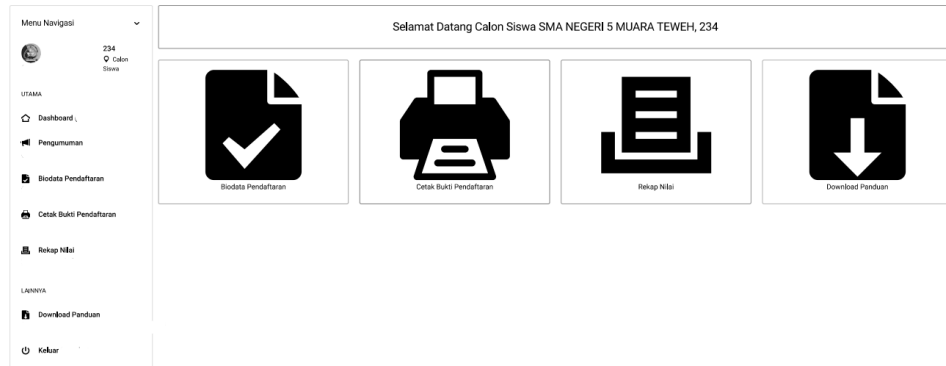 Menu Navigasi
234
Calon
Siswa
UTAMA
Dashboard
Pengumuman
Biodata Pendaftaran
Cetak Bukti Pendaftaran
Rekap Nilai
LAINNYA
Download Panduan
Keluar
Selamat Datang Calon Siswa SMA NEGERI 5 MUARA TEWEH, 234
Biodata Pendaftaran
Cetak Bukti Pendaftaran
Rekap Nilai
Download Panduan